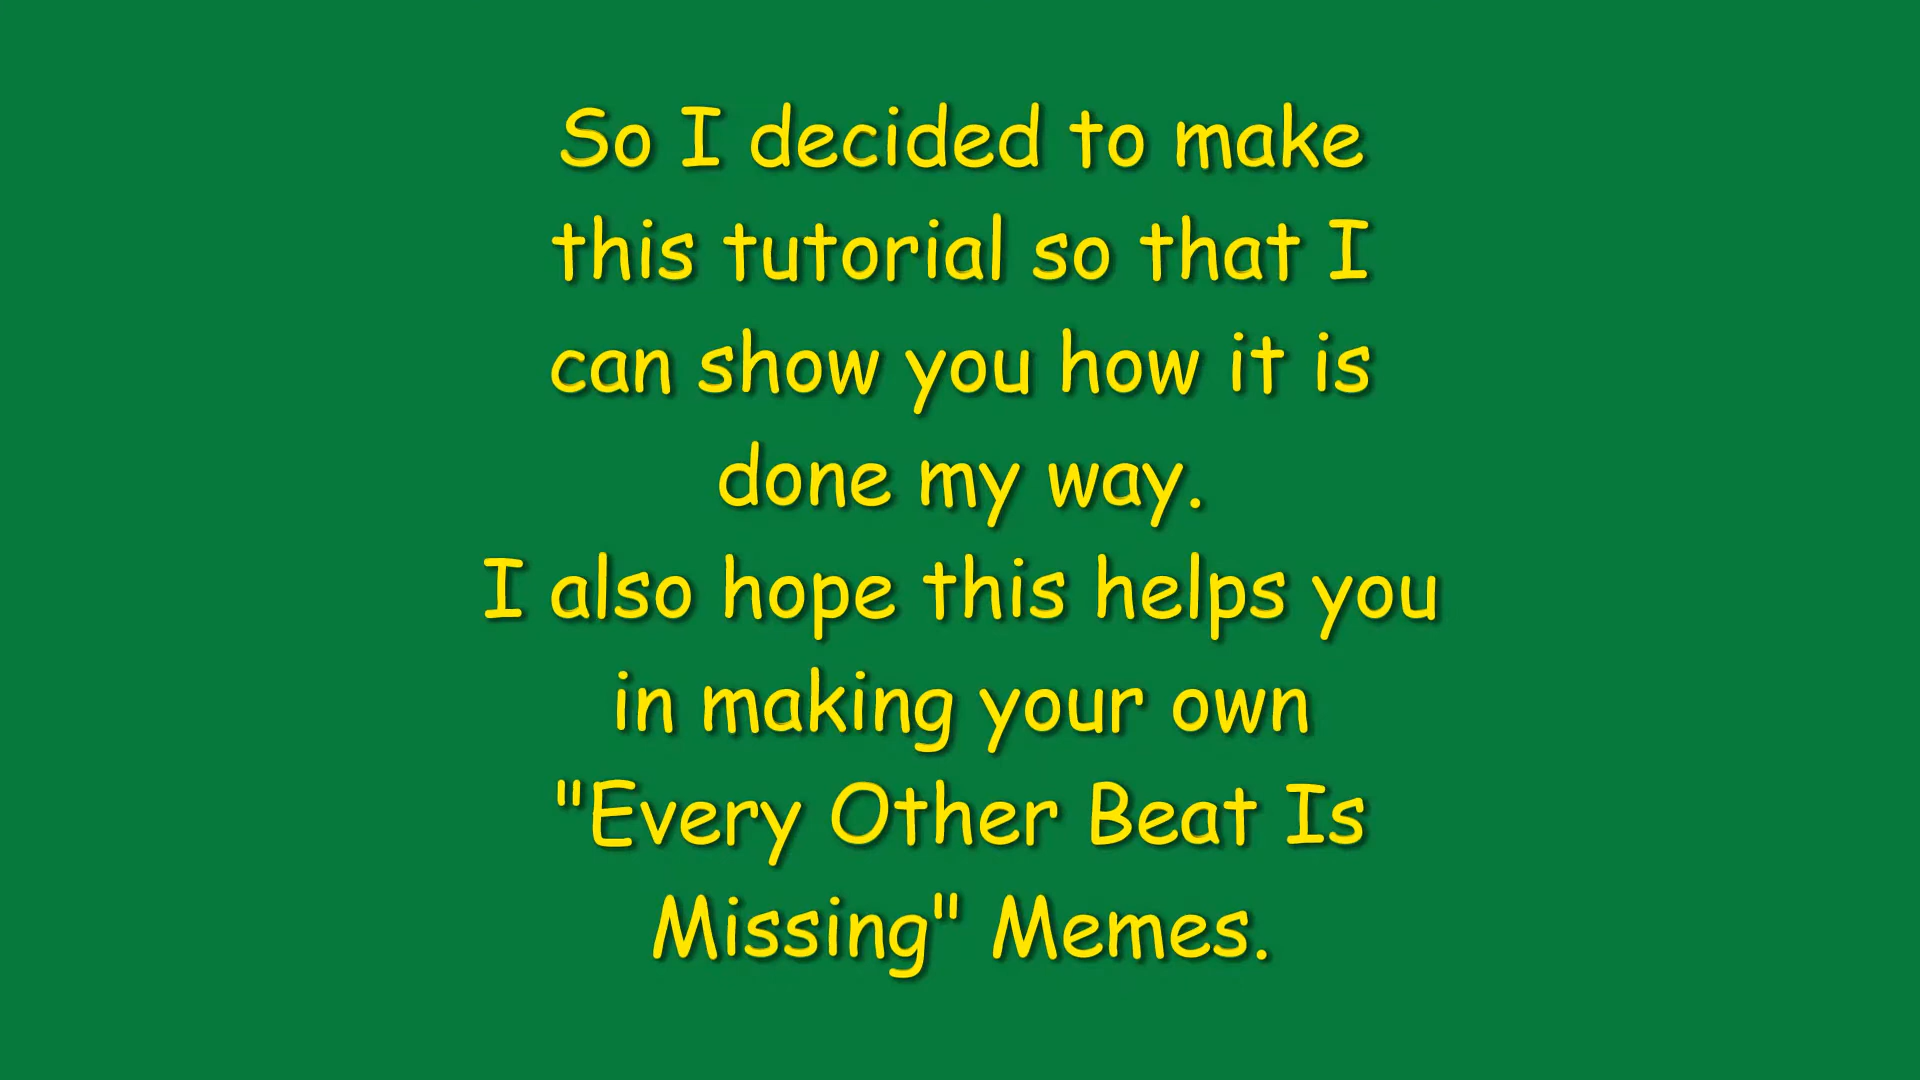 So I decided to make
this tutorial so that I
can show you how it is
done my way.
I also hope this helps you
in making your own
"Every Other Beat Is
Missing" Memes.